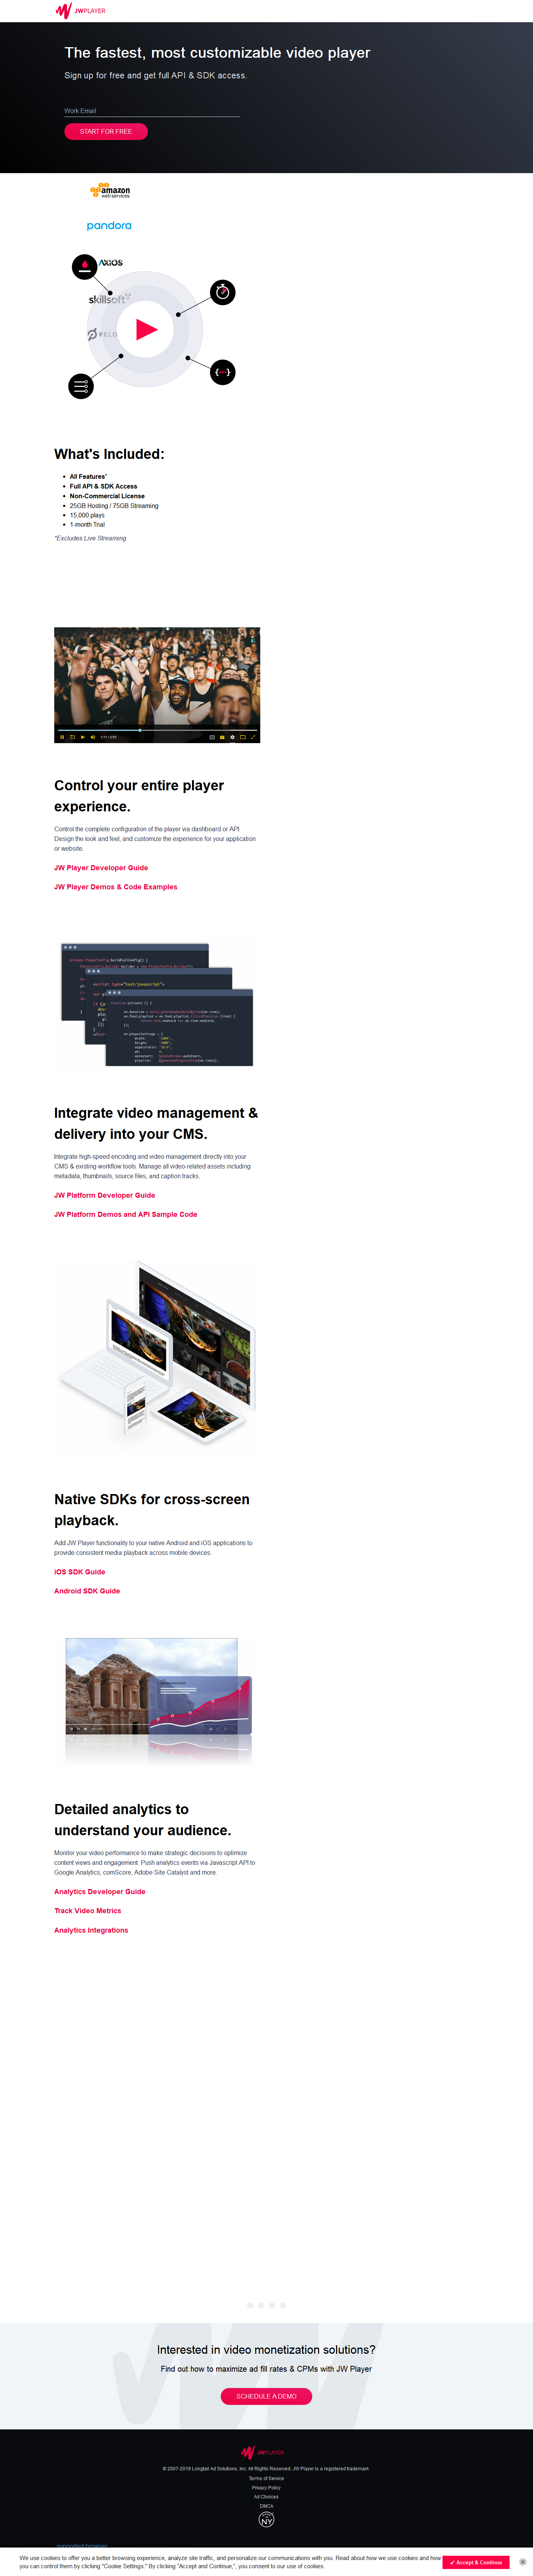 JWPLAYER
The fastest, most customizable video player
Sign up for free and get full API & SDK access.
Work Email
START FOR FREE
amazon
webservices
pandora
AXIOS
skillsoft
PELO
What's Included:
All Features*
Full API & SDK Access
Non-Commercial License
25GB Hosting / 75GB Streaming
15,000 plays
1-month Trial
*Excludes Live Streaming
Control your entire player
experience.
Control the complete configuration of the player via dashboard or API.
Design the look and feel, and customize the experience for your application
or website.
JW Player Developer Guide
JW Player Demos & Code Examples
<script type="text/javascript">
function activate () {
Integrate video management &
delivery into your CMS.
Integrate high-speed encoding and video management directly into your
CMS & existing workflow tools. Manage all video-related assets including
metadata, thumbnails, source files, and caption tracks.
JW Platform Developer Guide
JW Platform Demos and API Sample Code
Native SDKs for cross-screen
playback.
Add JW Player functionality to your native Android and iOS applications to
provide consistent media playback across mobile devices.
iOS SDK Guide
Android SDK Guide
Detailed analytics to
understand your audience.
Monitor your video performance to make strategic decisions to optimize
content views and engagement. Push analytics events via Javascript API to
Google Analytics, comScore, Adobe Site Catalyst and more.
Analytics Developer Guide
Track Video Metrics
Analytics Integrations
Interested in video monetization solutions?
Find out how to maximize ad fill rates & CPMs with JW Player
SCHEDULE A DEMO
JWPLAYER
© 2007-2019 Longtail Ad Solutions, Inc. All Rights Reserved. JW Player is a registered trademark.
Terms of Service
Privacy Policy
Ad Choices
DMCA
NY
supported browser
We use cookies to offer you a better browsing experience, analyze site traffic, and personalize our communications with you. Read about how we use cookies and how
you can control them by clicking "Cookie Settings." By clicking "Accept and Continue,", you consent to our use of cookies.
✓ Accept & Continue